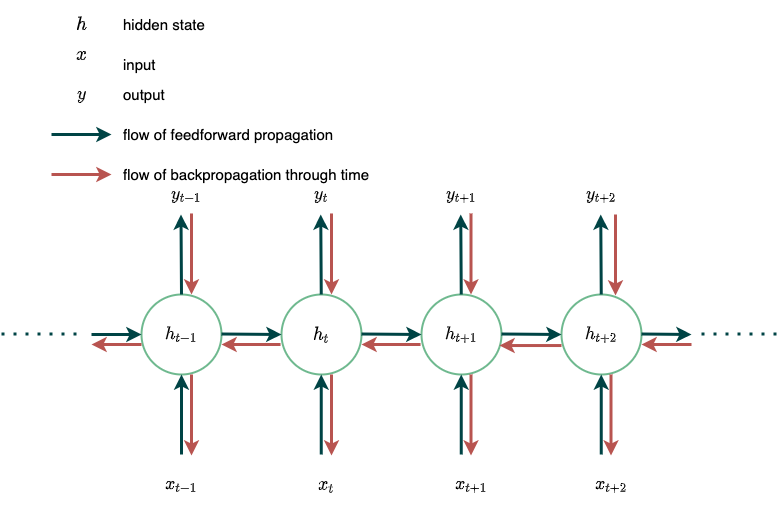 h hidden state
x input
y output
flow of feedforward propagation
flow of backpropagation through time
y_{t-1} y_t y_{t+1} y_{t+2}
h_{t-1} h_t h_{t+1} h_{t+2}
x_{t-1} x_t x_{t+1} x_{t+2}